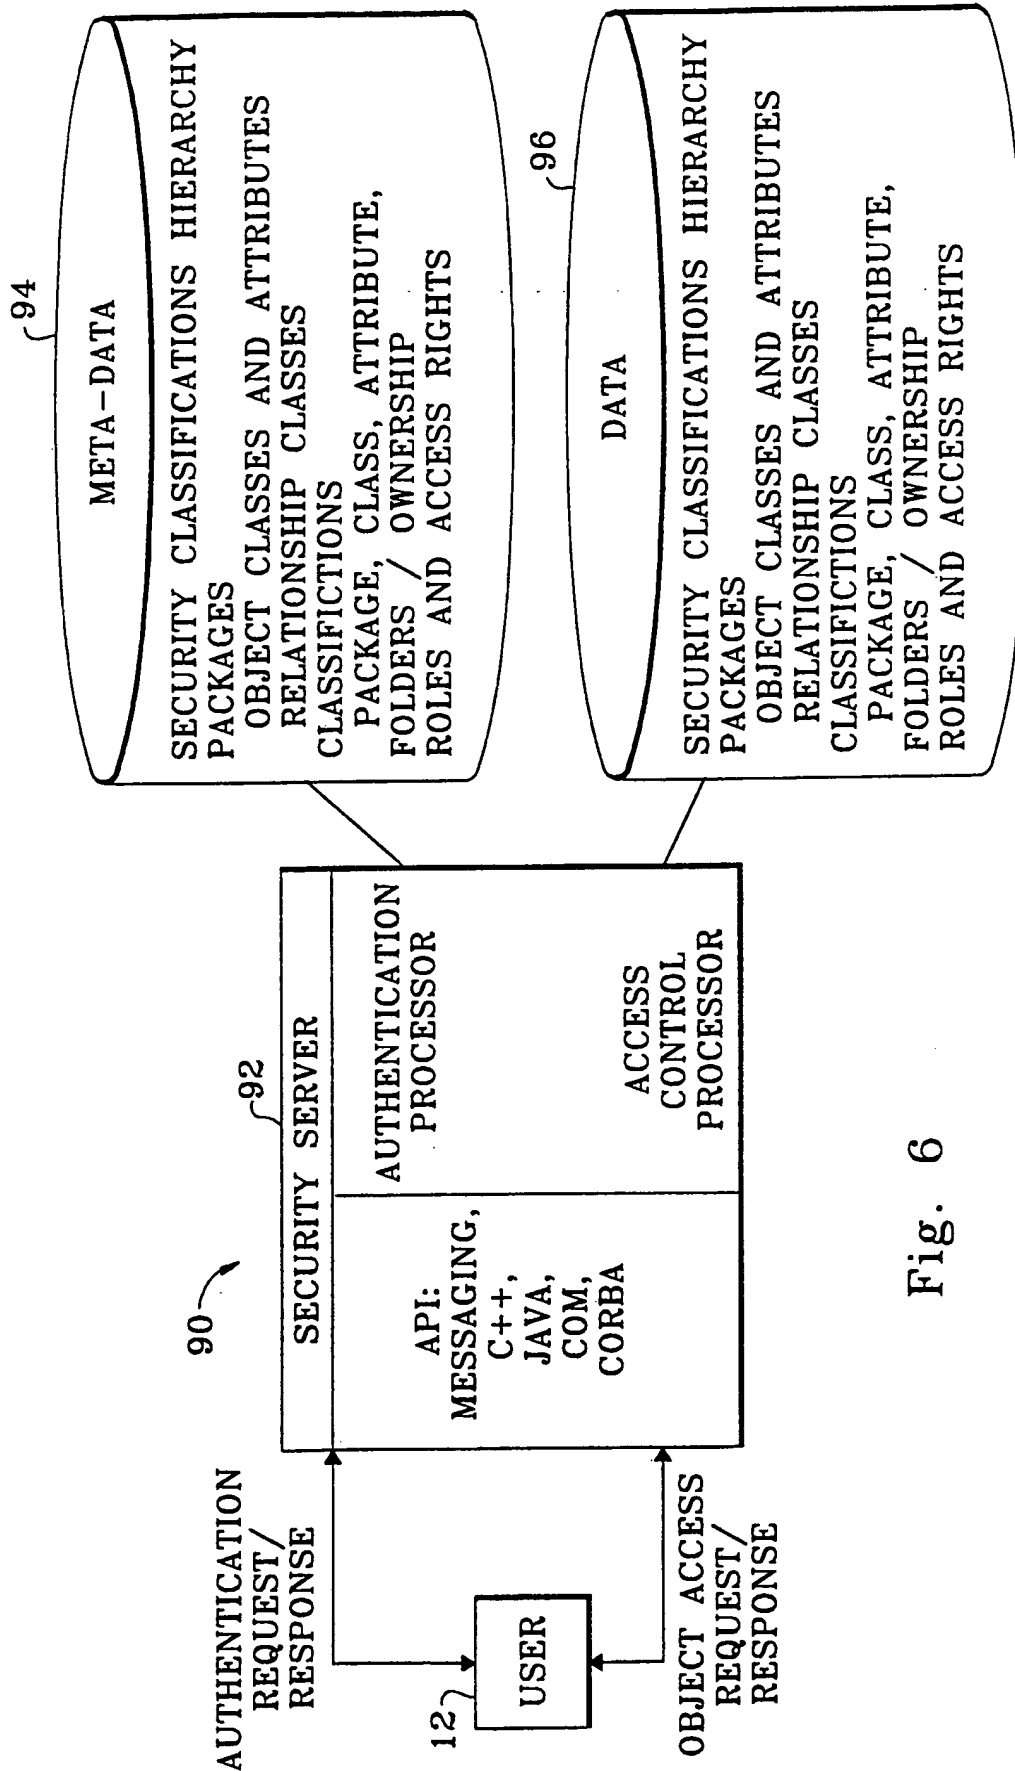 90
SECURITY SERVER
92
AUTHENTICATION
REQUEST/
RESPONSE
12
USER
OBJECT ACCESS
REQUEST/
RESPONSE
API:
MESSAGING,
C++,
JAVA,
COM,
CORBA
AUTHENTICATION
PROCESSOR
ACCESS
CONTROL
PROCESSOR
94
META-DATA
SECURITY CLASSIFICATIONS HIERARCHY
PACKAGES
OBJECT CLASSES AND ATTRIBUTES
RELATIONSHIP CLASSES
CLASSIFICTIONS
PACKAGE, CLASS, ATTRIBUTE,
FOLDERS / OWNERSHIP
ROLES AND ACCESS RIGHTS
96
DATA
SECURITY CLASSIFICATIONS HIERARCHY
PACKAGES
OBJECT CLASSES AND ATTRIBUTES
RELATIONSHIP CLASSES
CLASSIFICTIONS
PACKAGE, CLASS, ATTRIBUTE,
FOLDERS / OWNERSHIP
ROLES AND ACCESS RIGHTS
Fig. 6